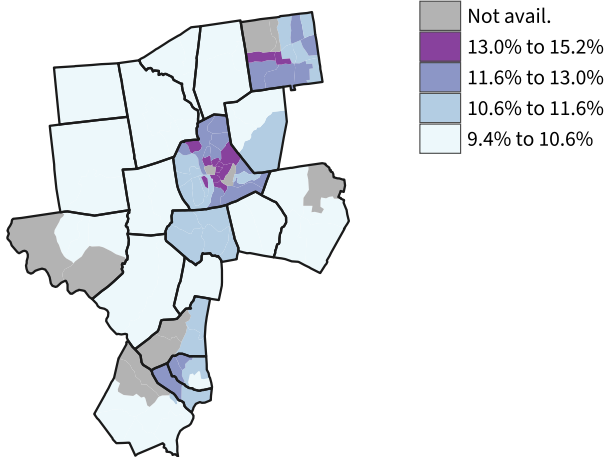 Not avail.
13.0% to 15.2%
11.6% to 13.0%
10.6% to 11.6%
9.4% to 10.6%